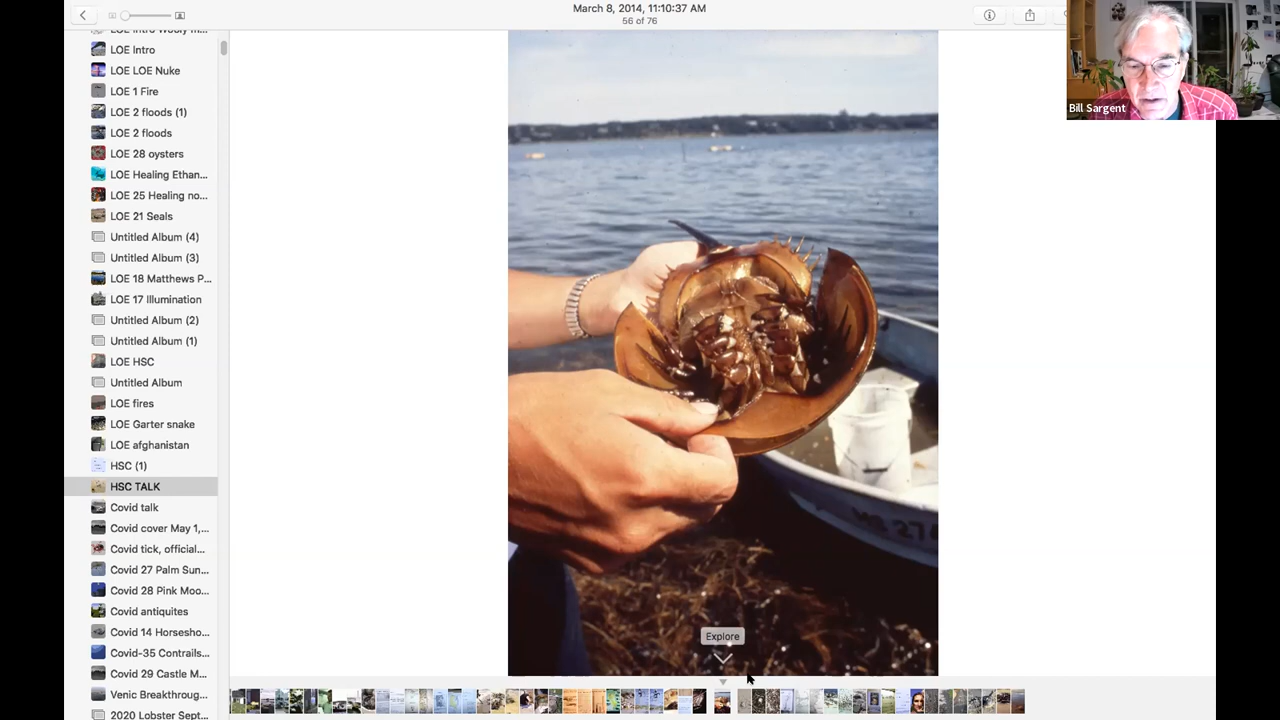 March 8, 2014, 11:10:37 AM
56 of 76
Bill Sargent
LOE Intro Wooly m...
LOE Intro
LOE LOE Nuke
LOE 1 Fire
LOE 2 floods (1)
LOE 2 floods
LOE 28 oysters
LOE Healing Ethan...
LOE 25 Healing no...
LOE 21 Seals
Untitled Album (4)
Untitled Album (3)
LOE 18 Matthews P...
LOE 17 Illumination
Untitled Album (2)
Untitled Album (1)
LOE HSC
Untitled Album
LOE fires
LOE Garter snake
LOE afghanistan
HSC (1)
HSC TALK
Covid talk
Covid cover May 1,...
Covid tick, official...
Covid 27 Palm Sun...
Covid 28 Pink Moo...
Covid antiquites
Covid 14 Horsesho...
Covid-35 Contrails...
Covid 29 Castle M...
Venic Breakthroug...
2020 Lobster Sept...
Explore